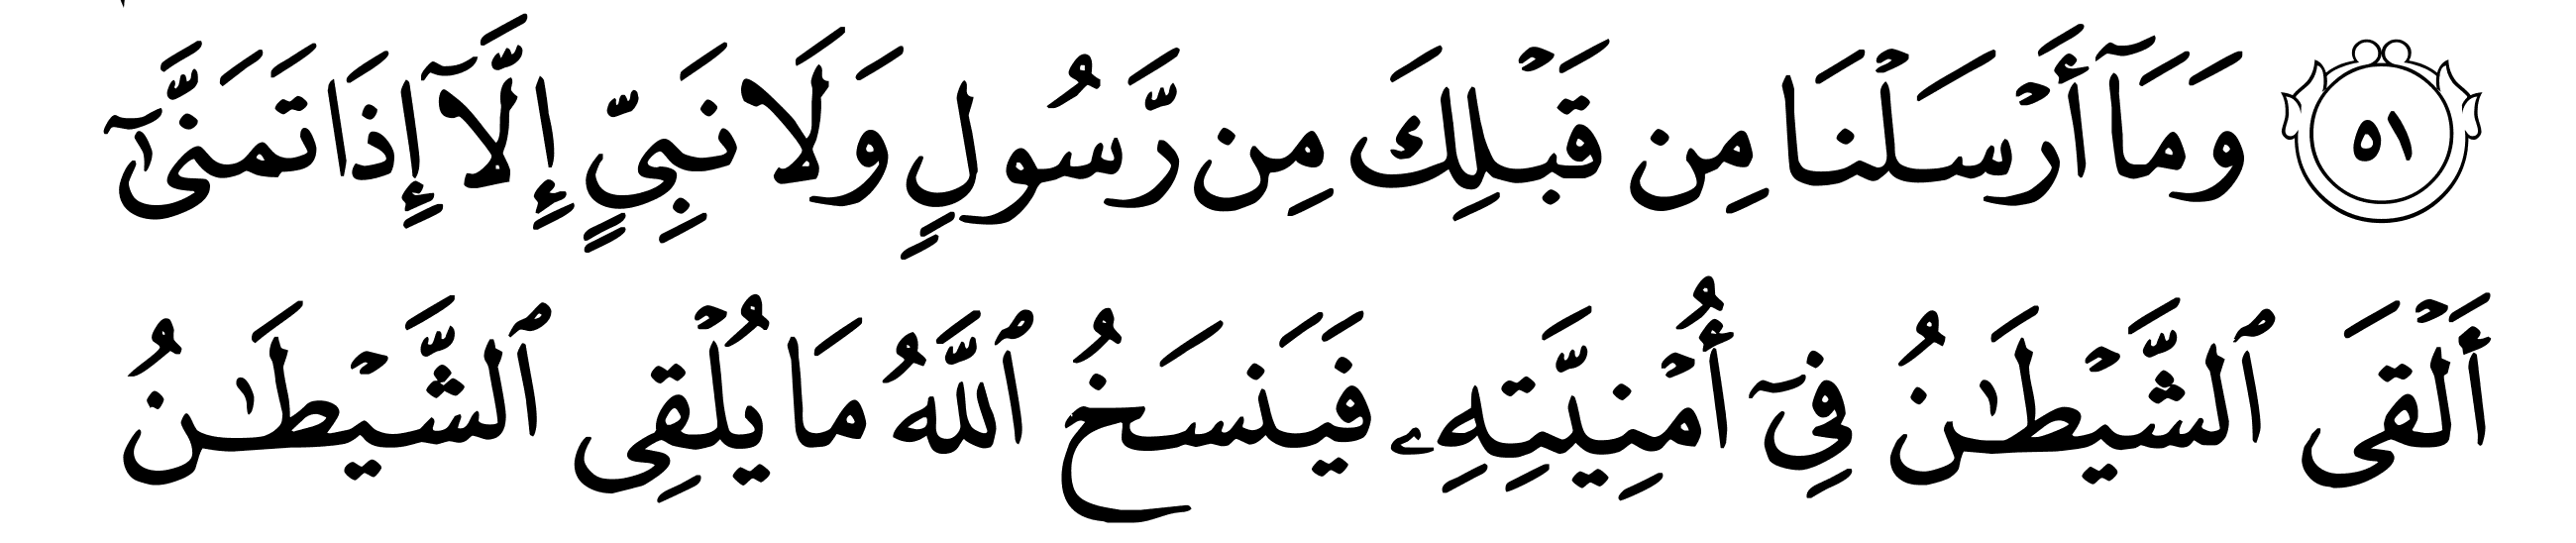 ۝٥١ وَمَآ أَرۡسَلۡنَا مِن قَبۡلِكَ مِن رَّسُولٍ وَلَا نَبِيٍّ إِلَّآ إِذَا تَمَنَّىٰٓ
أَلۡقَى ٱلشَّيۡطَٰنُ فِيٓ أُمۡنِيَّتِهِۦ فَيَنسَخُ ٱللَّهُ مَا يُلۡقِى ٱلشَّيۡطَٰنُ